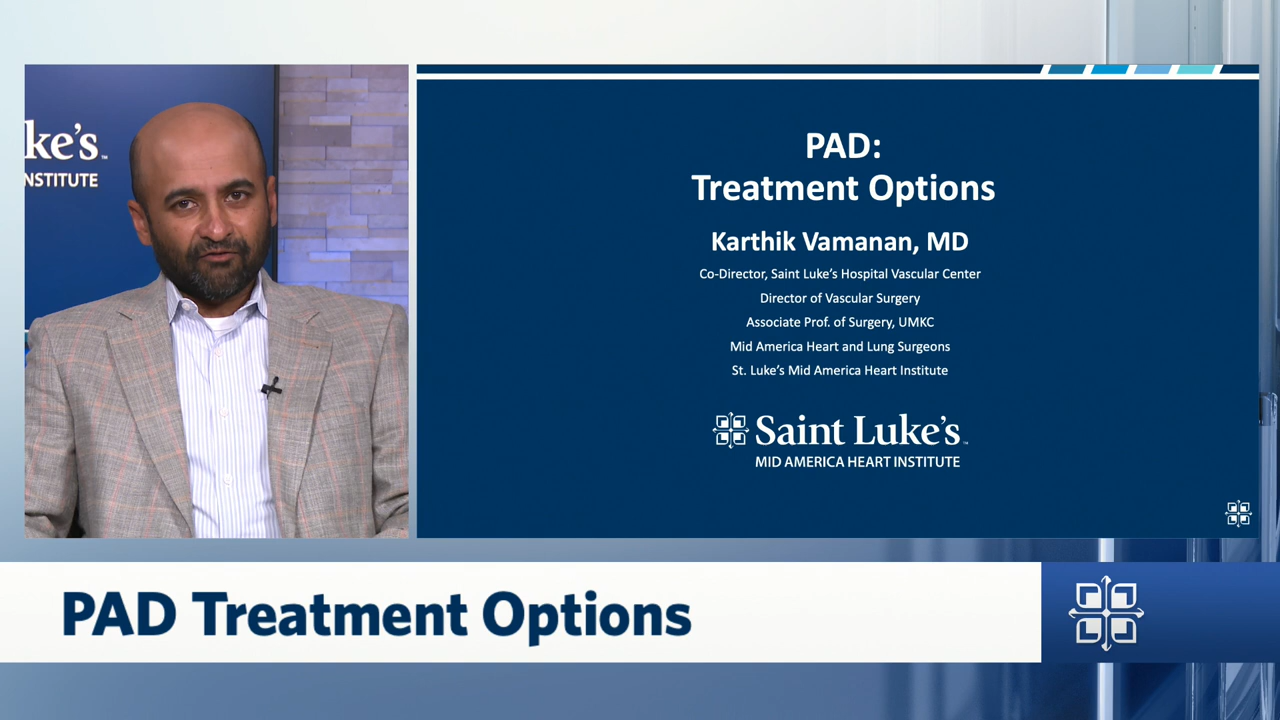 ke's™
NSTITUTE
PAD:
Treatment Options
Karthik Vamanan, MD
Co-Director, Saint Luke's Hospital Vascular Center
Director of Vascular Surgery
Associate Prof. of Surgery, UMKC
Mid America Heart and Lung Surgeons
St. Luke's Mid America Heart Institute
Saint Luke's™
MID AMERICA HEART INSTITUTE
PAD Treatment Options